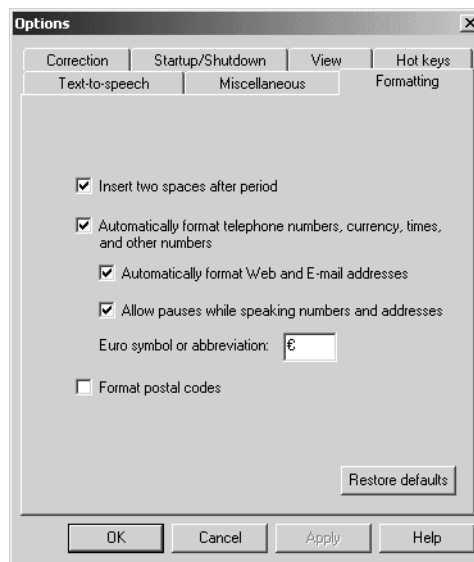 Options
Correction Startup/Shutdown View Hot keys
Text-to-speech Miscellaneous Formatting
Insert two spaces after period
Automatically format telephone numbers, currency, times,
and other numbers
Automatically format Web and E-mail addresses
Allow pauses while speaking numbers and addresses
Euro symbol or abbreviation: €
Format postal codes
Restore defaults
OK Cancel Apply Help